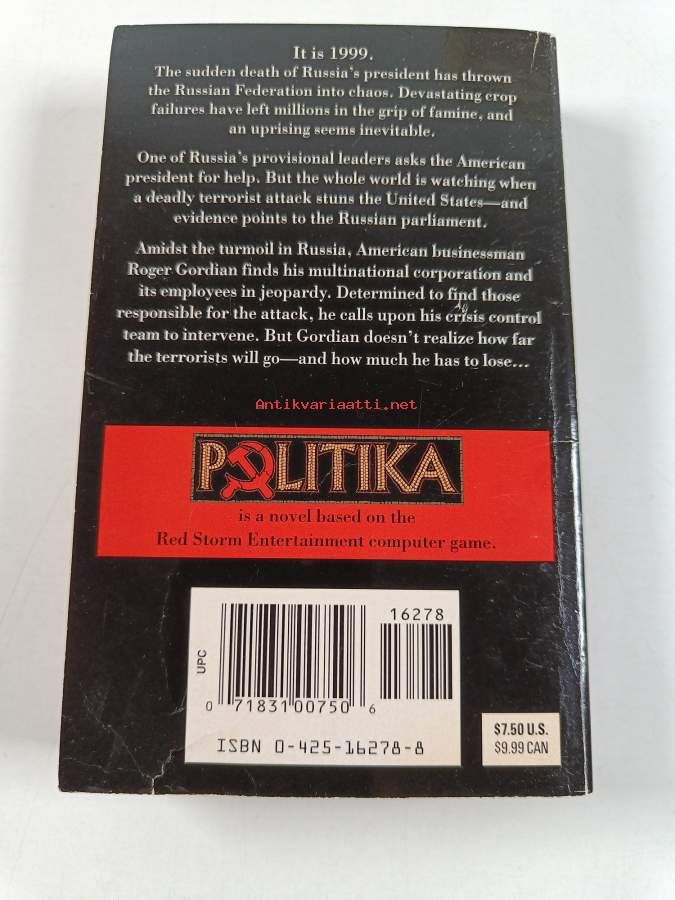 It is 1999.
The sudden death of Russia's president has thrown
the Russian Federation into chaos. Devastating crop
failures have left millions in the grip of famine, and
an uprising seems inevitable.
One of Russia's provisional leaders asks the American
president for help. But the whole world is watching when
a deadly terrorist attack stuns the United States—and
evidence points to the Russian parliament.
Amidst the turmoil in Russia, American businessman
Roger Gordian finds his multinational corporation and
its employees in jeopardy. Determined to find those
responsible for the attack, he calls upon his crisis control
team to intervene. But Gordian doesn't realize how far
the terrorists will go—and how much he has to lose...
Antikvariaatti.net
POLITIKA
is a novel based on the
Red Storm Entertainment computer game.
16278
UPC
0 71831 00750 6
ISBN 0-425-16278-8
$7.50 U.S.
$9.99 CAN